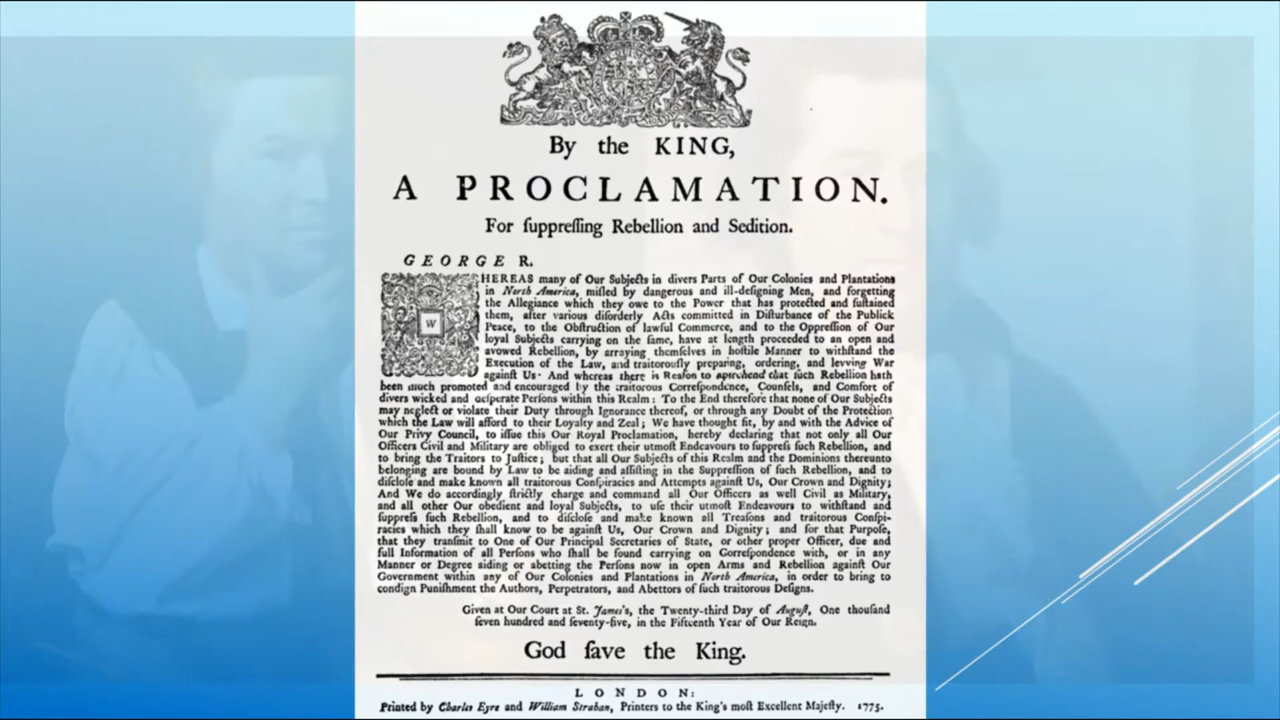 By the KING,
A PROCLAMATION.
For ſuppreſſing Rebellion and Sedition.
GEORGE R.
WHEREAS many of Our Subjects in divers Parts of Our Colonies and Plantations
in North America, miſled by dangerous and ill-deſigning Men, and forgetting
the Allegiance which they owe to the Power that has protected and ſuſtained
them, after various diſorderly Acts committed in Diſturbance of the Publick
Peace, to the Obſtruction of lawful Commerce, and to the Oppreſſion of Our
loyal Subjects carrying on the ſame, have at length proceeded to an open and
avowed Rebellion, by arraying themſelves in hoſtile Manner to withſtand the
Execution of the Law, and traitorouſly preparing, ordering, and levying War
againſt Us. And whereas there is Reaſon to apprehend that ſuch Rebellion hath
been much promoted and encouraged by the traitorous Correſpondence, Counſels, and Comfort of
divers wicked and deſperate Perſons within this Realm: To the End therefore that none of Our Subjects
may neglect or violate their Duty through Ignorance thereof, or through any Doubt of the Protection
which the Law will afford to their Loyalty and Zeal; We have thought fit, by and with the Advice of
Our Privy Council, to iſſue this Our Royal Proclamation, hereby declaring that not only all Our
Officers Civil and Military are obliged to exert their utmoſt Endeavours to ſuppreſs ſuch Rebellion, and
to bring the Traitors to Juſtice; but that all Our Subjects of this Realm and the Dominions thereunto
belonging are bound by Law to be aiding and aſſiſting in the Suppreſſion of ſuch Rebellion, and to
diſcloſe and make known all traitorous Conſpiracies and Attempts againſt Us, Our Crown and Dignity;
And We do accordingly ſtrictly charge and command all Our Officers as well Civil as Military,
and all other Our obedient and loyal Subjects, to uſe their utmoſt Endeavours to withſtand and
ſuppreſs ſuch Rebellion, and to diſcloſe and make known all Treaſons and traitorous Conſpi-
racies which they ſhall know to be againſt Us, Our Crown and Dignity; and for that Purpoſe,
that they tranſmit to One of Our Principal Secretaries of State, or other proper Officer, due and
full Information of all Perſons who ſhall be found carrying on Correſpondence with, or in any
Manner or Degree aiding or abetting the Perſons now in open Arms and Rebellion againſt Our
Government within any of Our Colonies and Plantations in North America, in order to bring to
condign Puniſhment the Authors, Perpetrators, and Abettors of ſuch traitorous Deſigns.
Given at Our Court at St. James's, the Twenty-third Day of Auguſt, One thouſand
ſeven hundred and ſeventy-five, in the Fifteenth Year of Our Reign.
God ſave the King.
LONDON:
Printed by Charles Eyre and William Strahan, Printers to the King's moſt Excellent Majeſty. 1775.